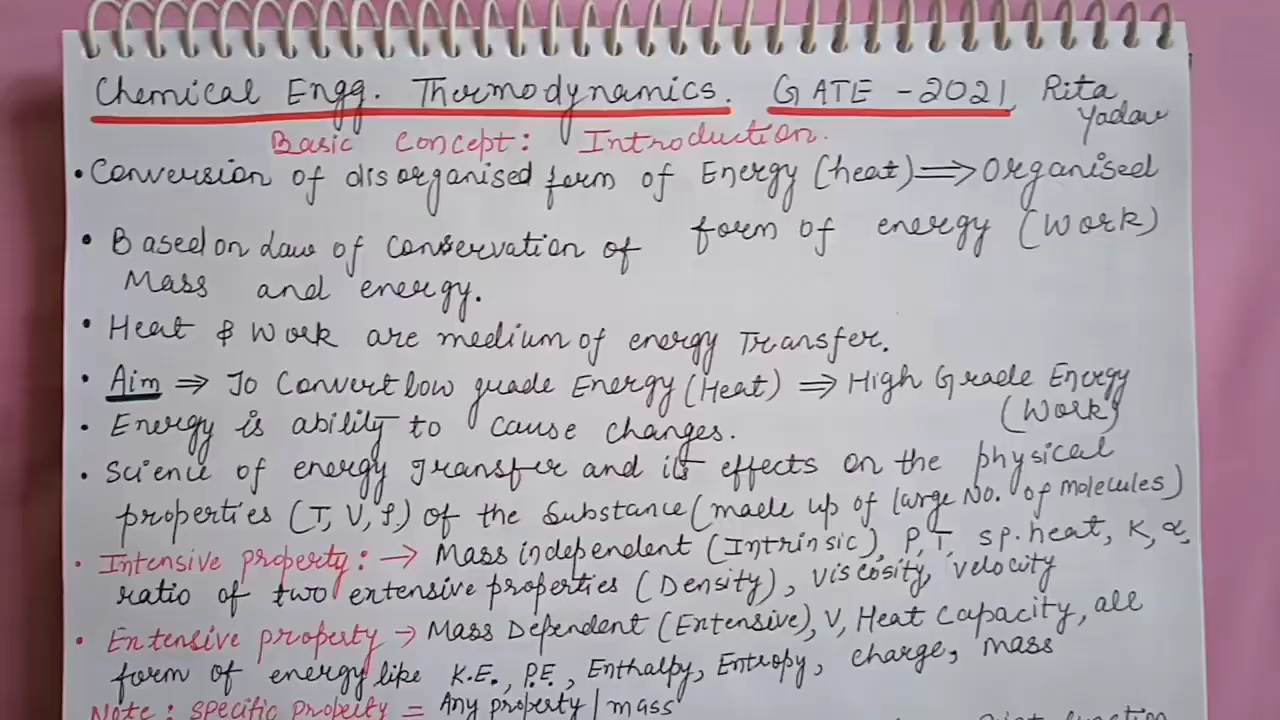 Chemical Engg. Thermodynamics. GATE - 2021 Rita Yadav
Basic Concept: Introduction.
• Conversion of disorganised form of Energy (heat) ⟹ Organised
form of energy (Work)
• Based on Law of conservation of
Mass and energy.
• Heat & Work are medium of energy Transfer.
• Aim ⇒ To Convert low grade Energy (Heat) ⇒ High Grade Energy
(Work)
• Energy is ability to cause changes.
• Science of energy Transfer and its effects on the physical
properties (T, V, P) of the Substance (made up of large No. of molecules)
• Intensive property: → Mass independent (Intrinsic), P, T, sp. heat, K, α,
ratio of two extensive properties (Density), viscosity, velocity
• Extensive property → Mass Dependent (Extensive), V, Heat Capacity, all
form of energy like K.E., P.E., Enthalpy, Entropy, charge, mass
Note: specific property = Any property / mass